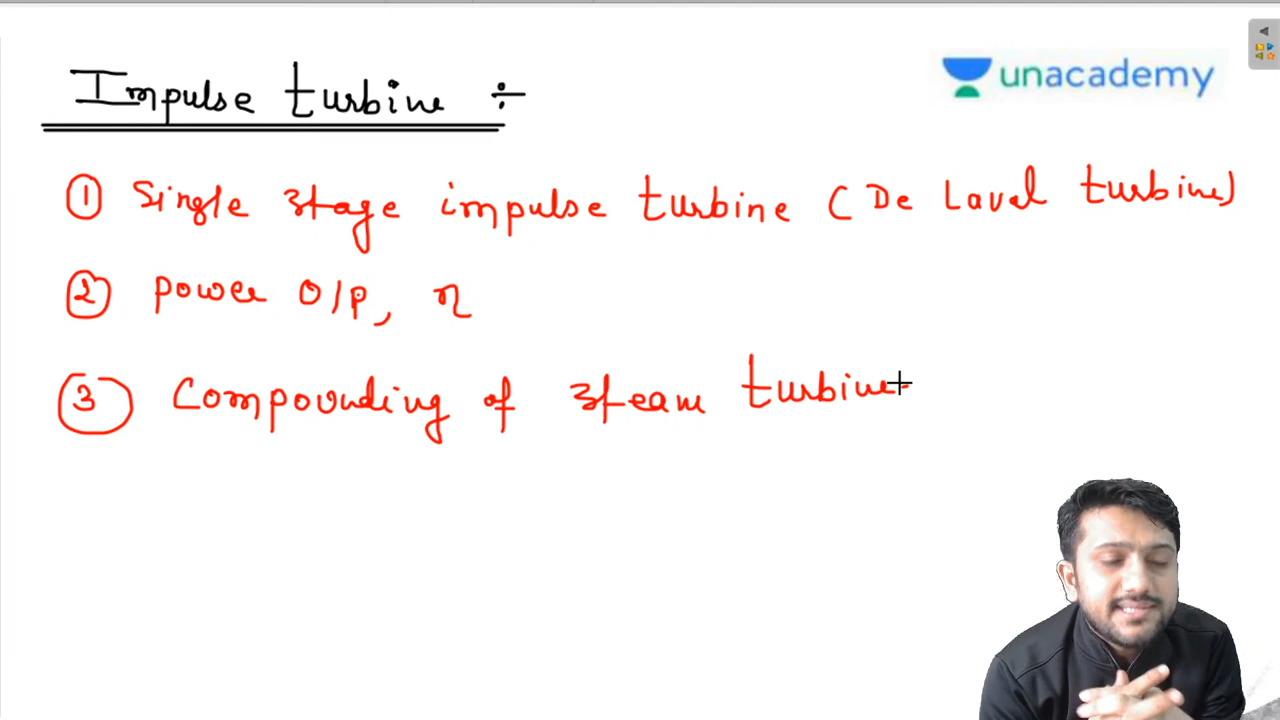 Impulse turbine ÷
unacademy
① Single stage impulse turbine (De Laval turbine)
② Power O/P, η
③ Compounding of steam turbine